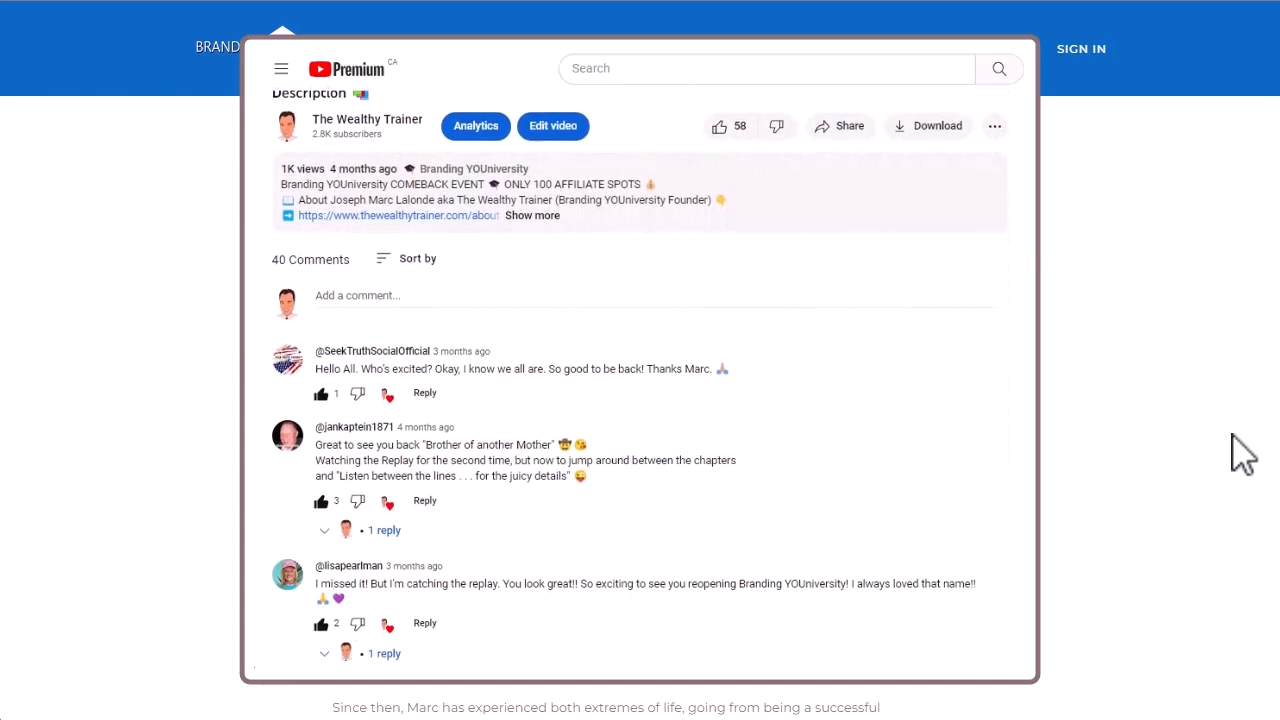 BRAND
SIGN IN
Premium CA
Search
Description
The Wealthy Trainer
2.8K subscribers
Analytics
Edit video
58
Share
Download
1K views 4 months ago 🎓 Branding YOUniversity
Branding YOUniversity COMEBACK EVENT 🎓 ONLY 100 AFFILIATE SPOTS 💰
📖 About Joseph Marc Lalonde aka The Wealthy Trainer (Branding YOUniversity Founder) 👇
➡️ https://www.thewealthytrainer.com/about Show more
40 Comments
Sort by
Add a comment...
@SeekTruthSocialOfficial 3 months ago
Hello All. Who's excited? Okay, I know we all are. So good to be back! Thanks Marc. 🙏🏼
1 Reply
@jankaptein1871 4 months ago
Great to see you back "Brother of another Mother" 🤠 😘
Watching the Replay for the second time, but now to jump around between the chapters
and "Listen between the lines . . . for the juicy details" 😜
3 Reply
• 1 reply
@lisapearlman 3 months ago
I missed it! But I'm catching the replay. You look great!! So exciting to see you reopening Branding YOUniversity! I always loved that name!!
🙏 💜
2 Reply
• 1 reply
Since then, Marc has experienced both extremes of life, going from being a successful